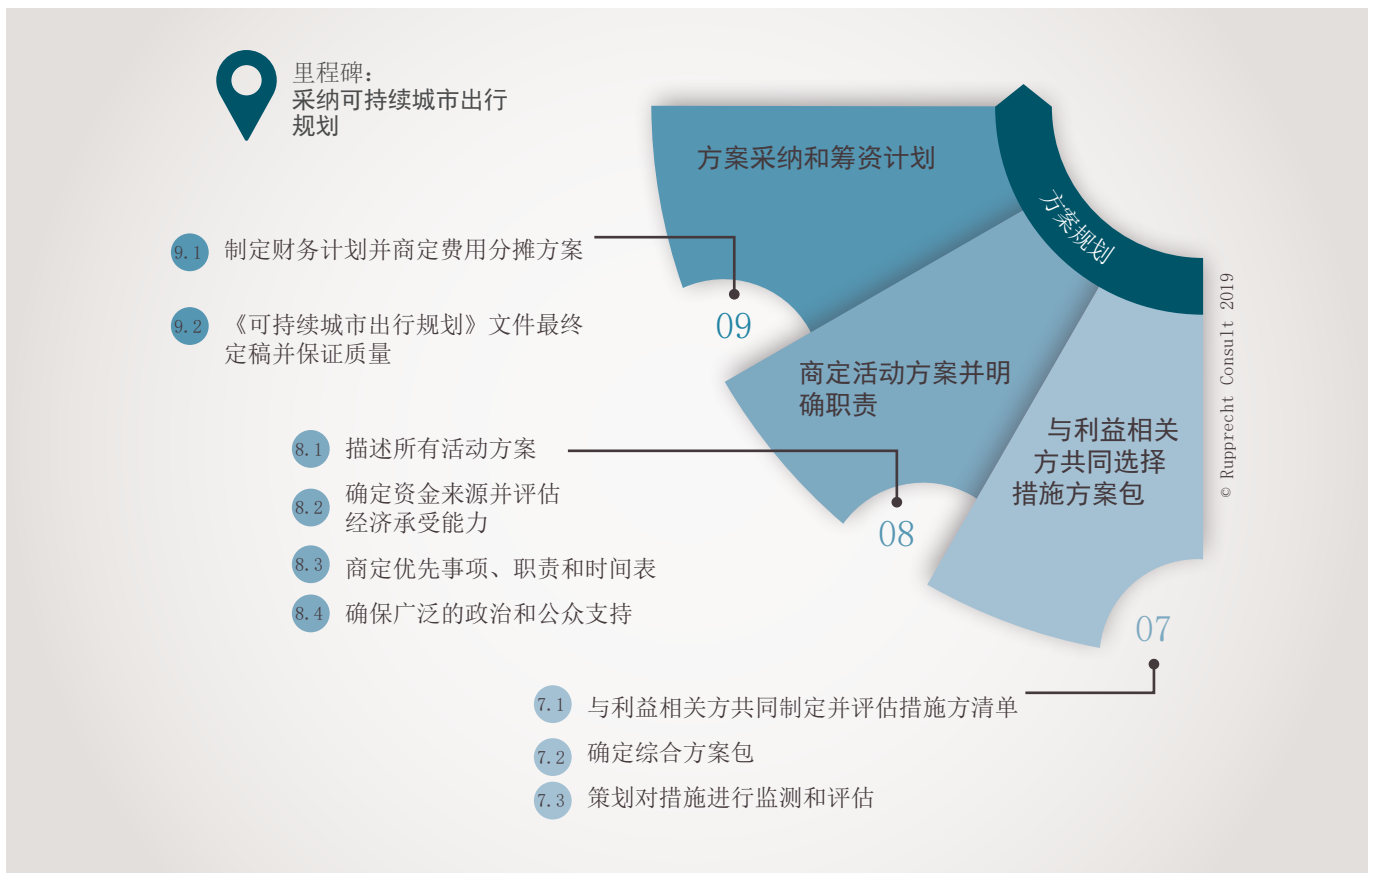 里程碑：
采纳可持续城市出行
规划
方案采纳和筹资计划
方案规划
9.1 制定财务计划并商定费用分摊方案
9.2 《可持续城市出行规划》文件最终
定稿并保证质量
09
商定活动方案并明
确职责
8.1 描述所有活动方案
8.2 确定资金来源并评估
经济承受能力
8.3 商定优先事项、职责和时间表
8.4 确保广泛的政治和公众支持
08
与利益相关
方共同选择
措施方案包
07
7.1 与利益相关方共同制定并评估措施方清单
7.2 确定综合方案包
7.3 策划对措施进行监测和评估
© Rupprecht Consult 2019